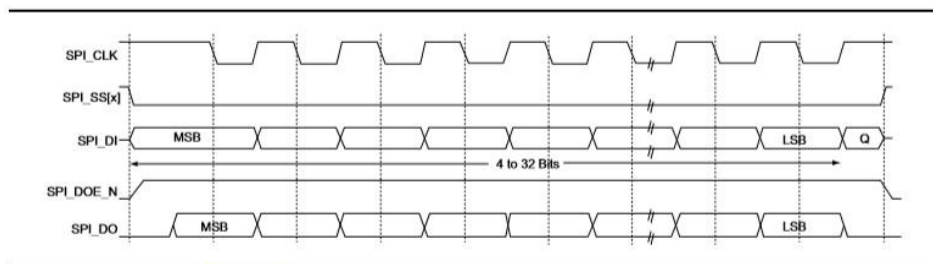 SPI_CLK
SPI_SS[x]
SPI_DI
MSB
LSB
Q
4 to 32 Bits
SPI_DOE_N
SPI_DO
MSB
LSB